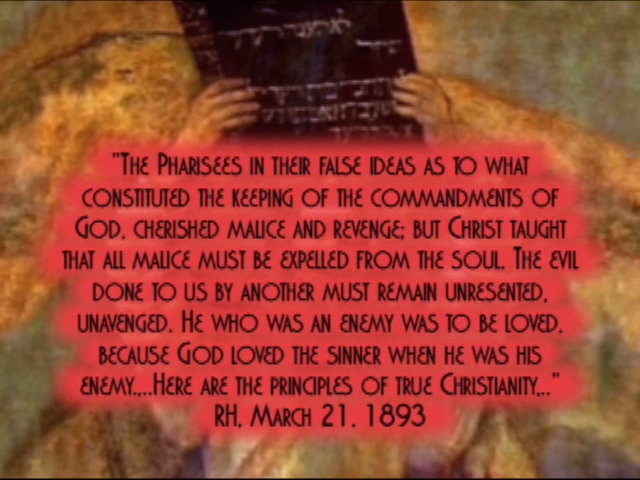 "The Pharisees in their false ideas as to what
constituted the keeping of the commandments of
God, cherished malice and revenge; but Christ taught
that all malice must be expelled from the soul. The evil
done to us by another must remain unresented,
unavenged. He who was an enemy was to be loved,
because God loved the sinner when he was his
enemy.,..Here are the principles of true Christianity,.."
RH, March 21, 1893